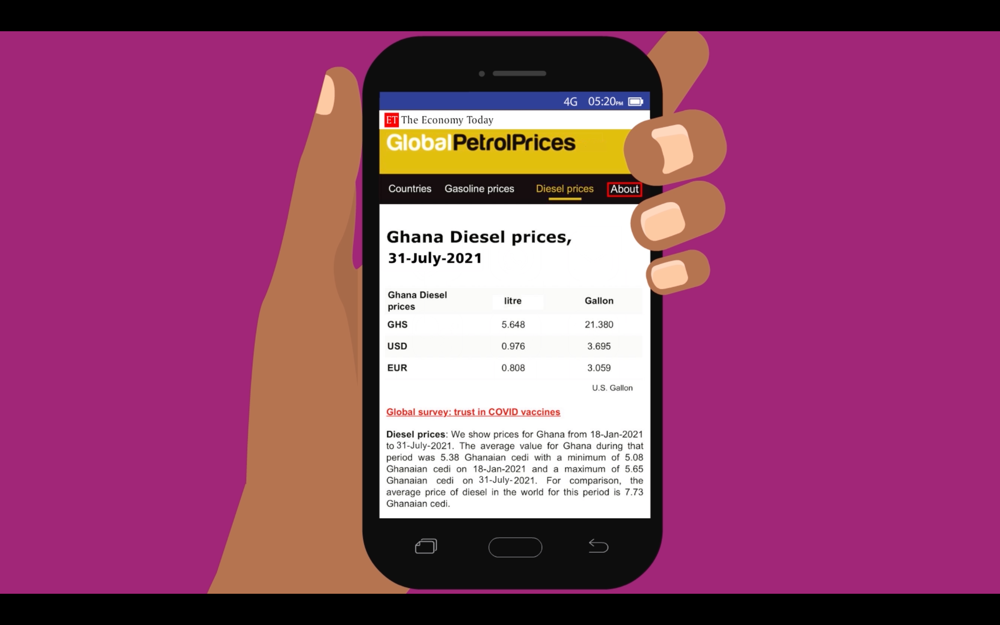 4G 05:20PM
ET The Economy Today
GlobalPetrolPrices
Countries Gasoline prices Diesel prices About
Ghana Diesel prices,
31-July-2021
Ghana Diesel prices litre Gallon
GHS 5.648 21.380
USD 0.976 3.695
EUR 0.808 3.059
U.S. Gallon
Global survey: trust in COVID vaccines
Diesel prices: We show prices for Ghana from 18-Jan-2021
to 31-July-2021. The average value for Ghana during that
period was 5.38 Ghanaian cedi with a minimum of 5.08
Ghanaian cedi on 18-Jan-2021 and a maximum of 5.65
Ghanaian cedi on 31-July-2021. For comparison, the
average price of diesel in the world for this period is 7.73
Ghanaian cedi.